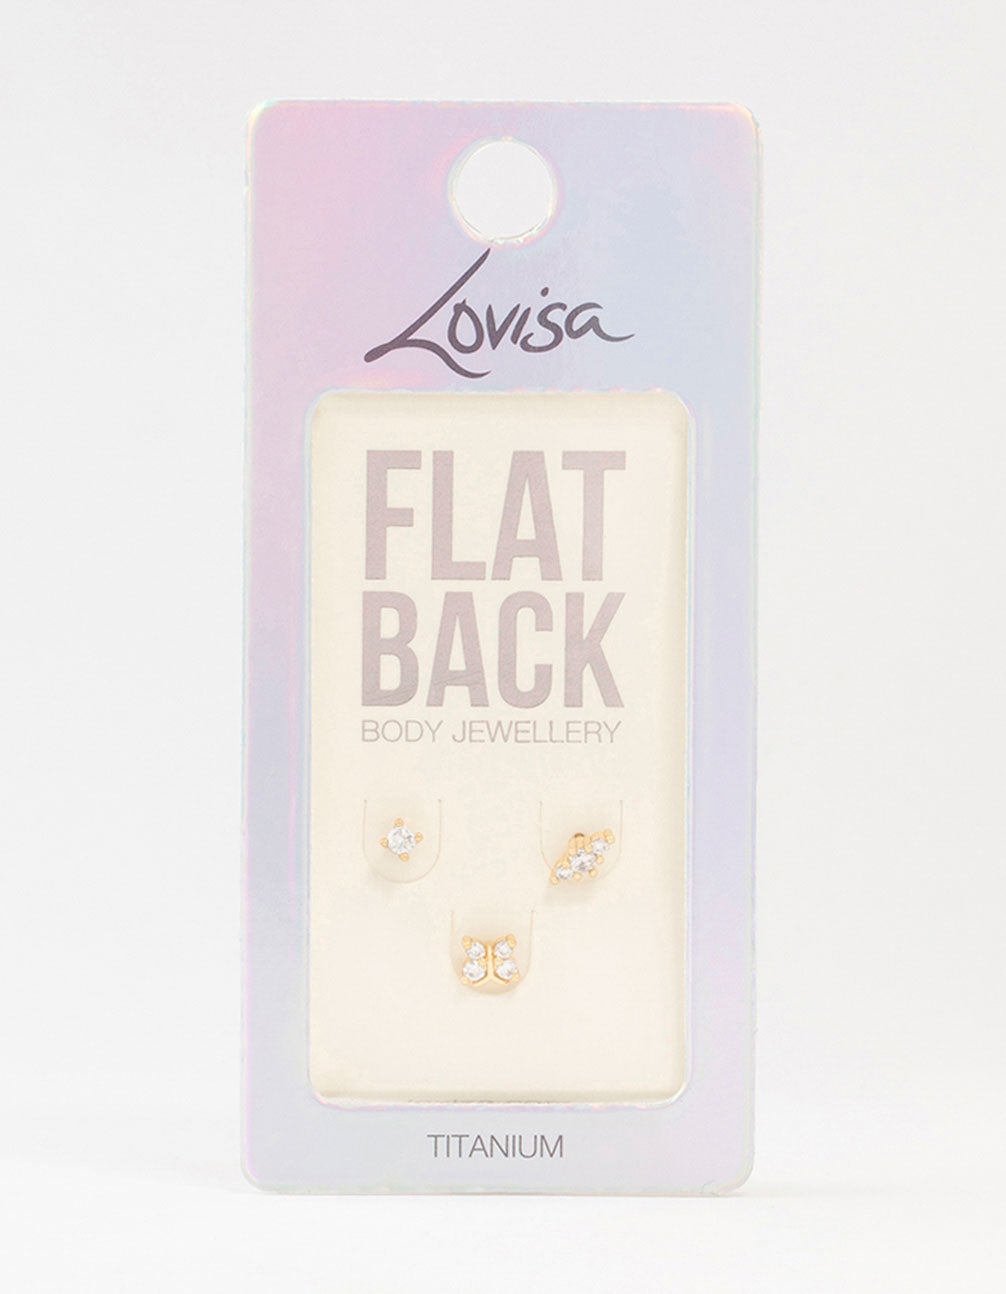 Lovisa
FLAT
BACK
BODY JEWELLERY
TITANIUM